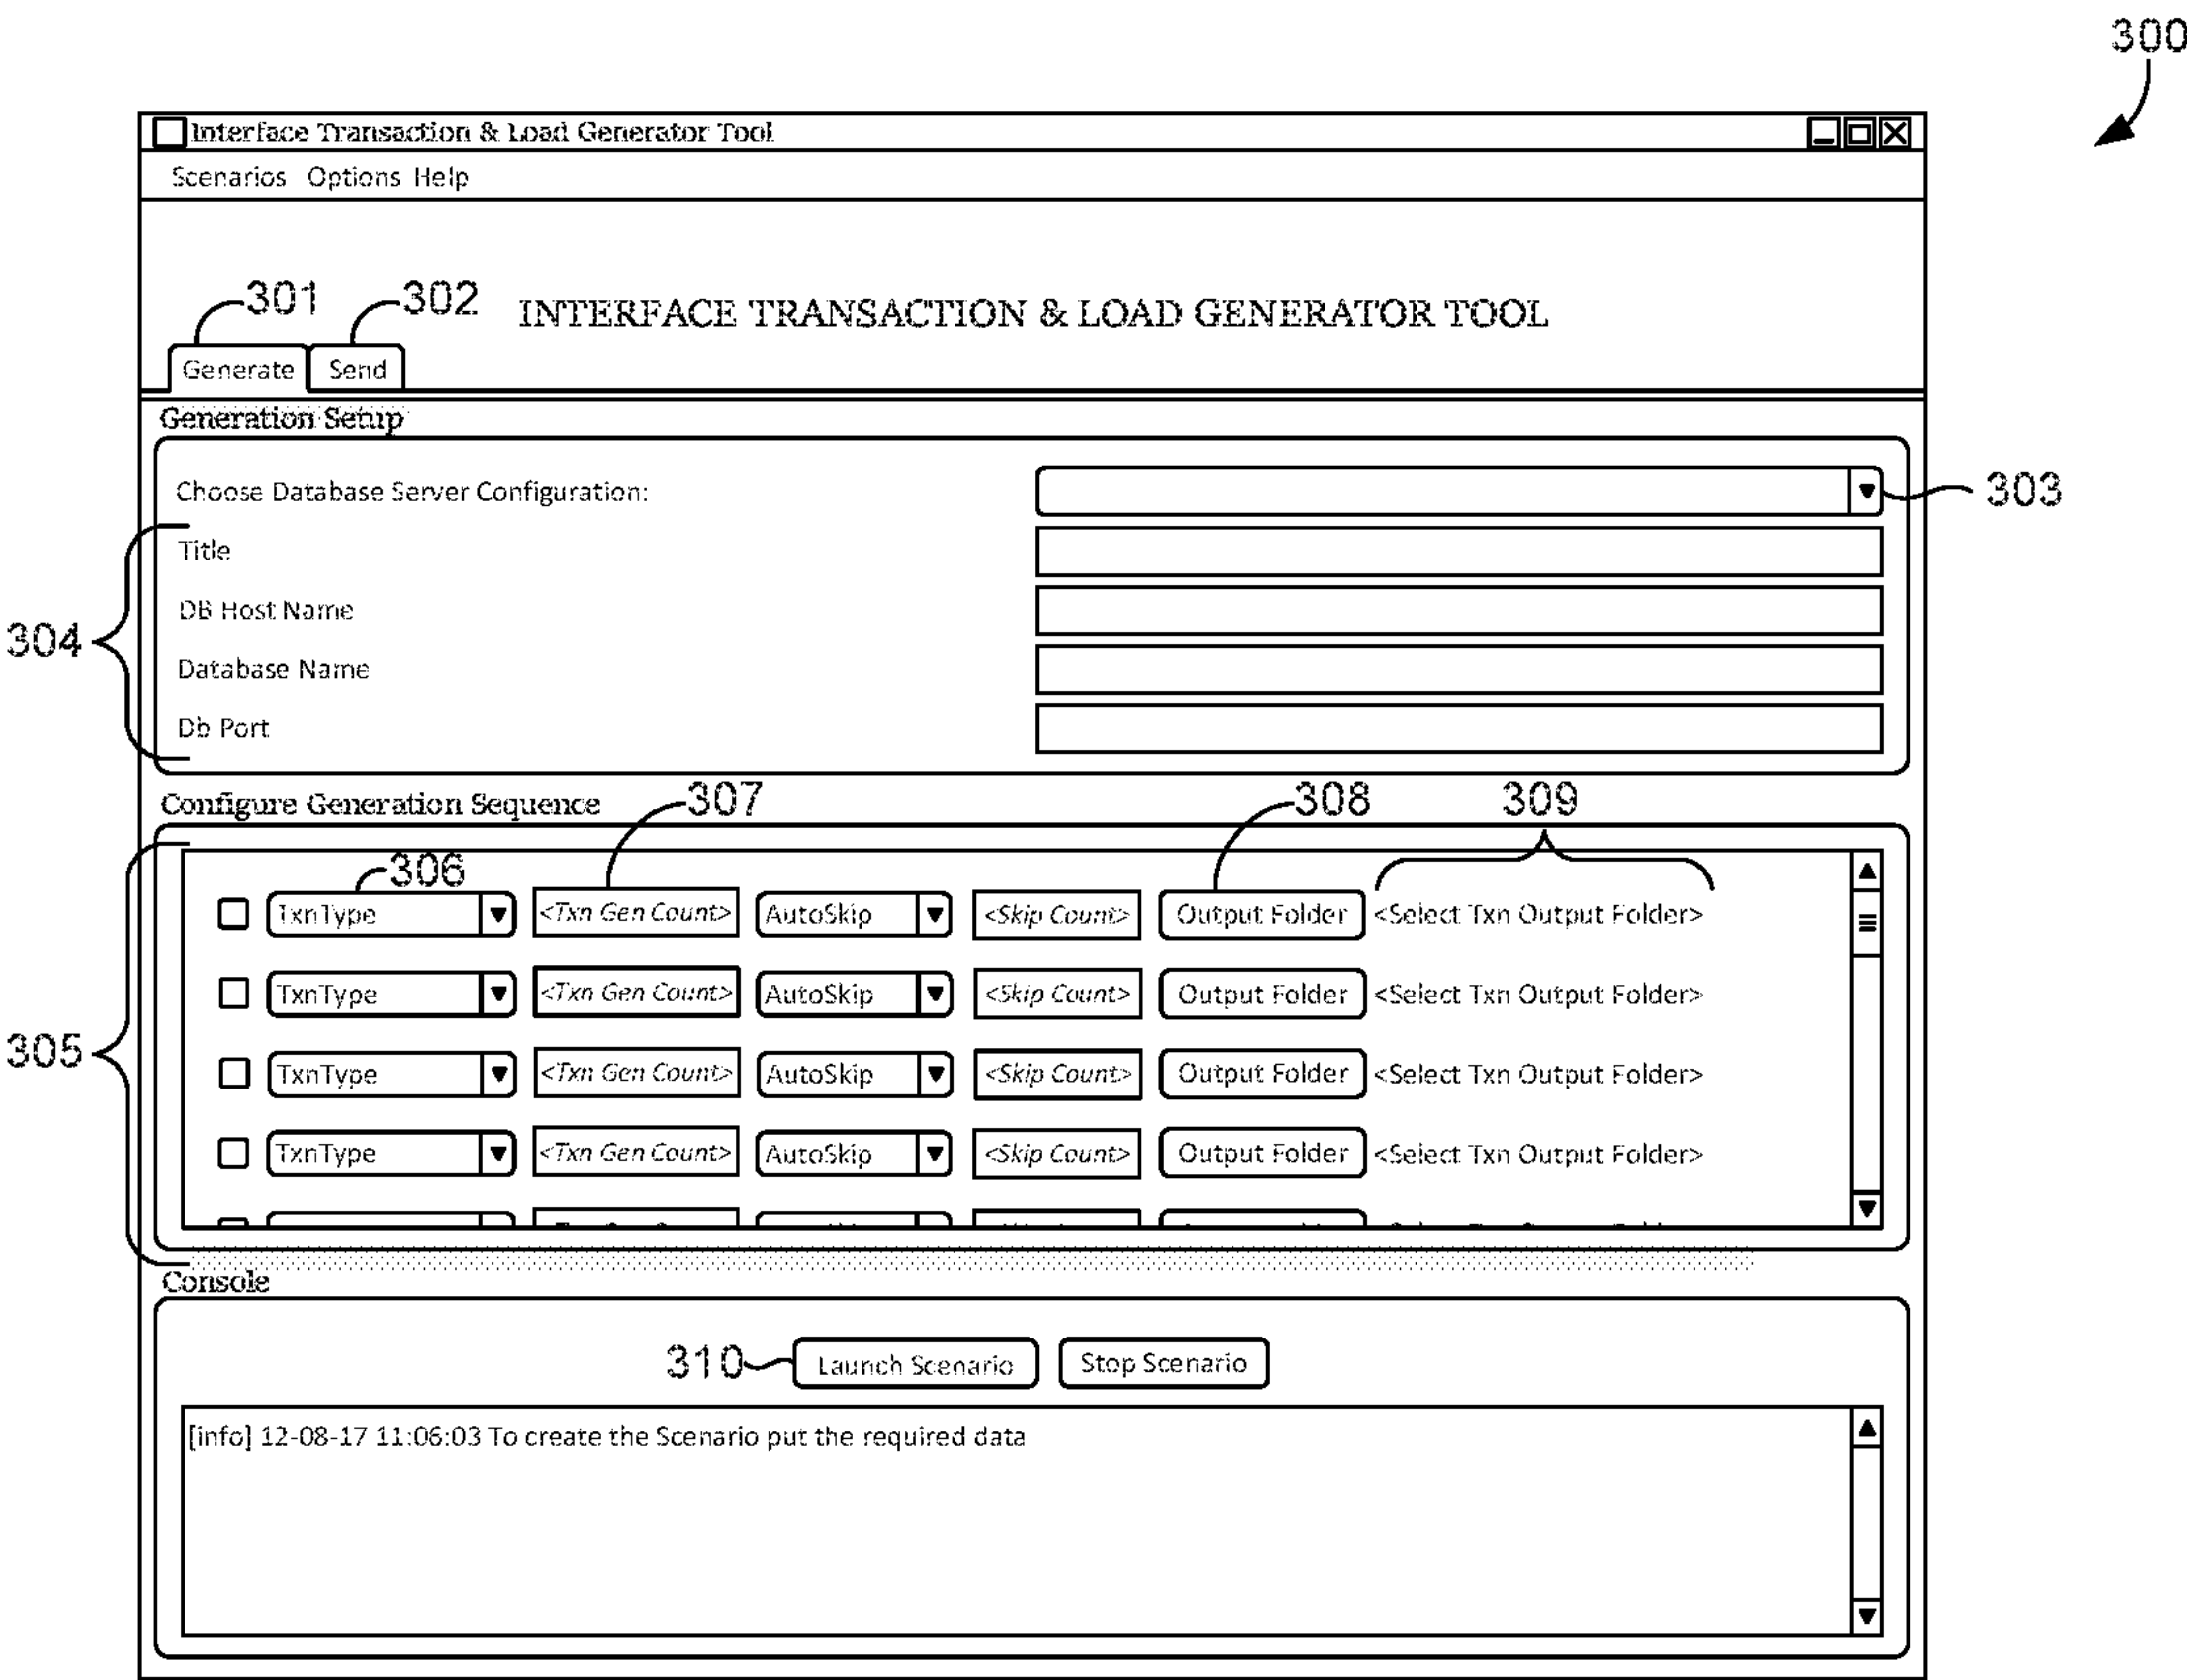 300
Interface Transaction & Load Generator Tool
Scenarios Options Help
301 302 INTERFACE TRANSACTION & LOAD GENERATOR TOOL
Generate Send
Generation Setup
Choose Database Server Configuration: 303
Title
DB Host Name
304
Database Name
Db Port
Configure Generation Sequence 307 308 309
306
TxnType <Txn Gen Count> AutoSkip <Skip Count> Output Folder <Select Txn Output Folder>
TxnType <Txn Gen Count> AutoSkip <Skip Count> Output Folder <Select Txn Output Folder>
305
TxnType <Txn Gen Count> AutoSkip <Skip Count> Output Folder <Select Txn Output Folder>
TxnType <Txn Gen Count> AutoSkip <Skip Count> Output Folder <Select Txn Output Folder>
Console
310 Launch Scenario Stop Scenario
[info] 12-08-17 11:06:03 To create the Scenario put the required data